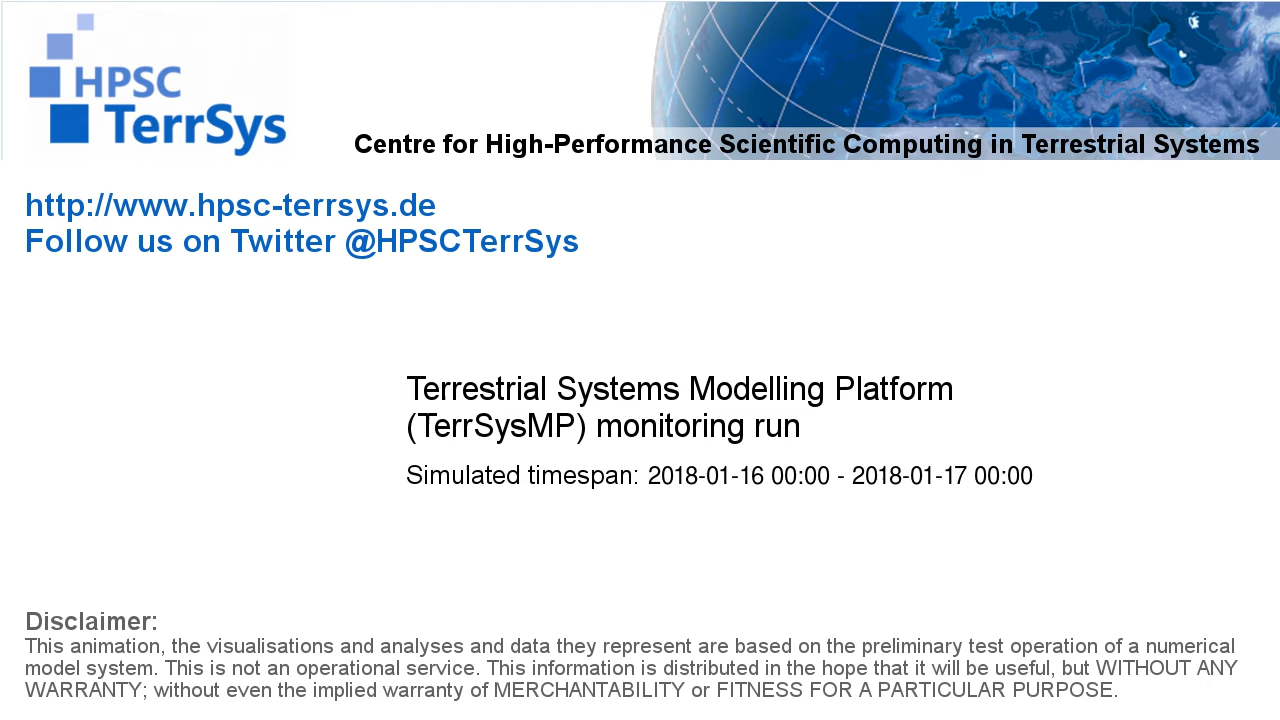 HPSC
TerrSys
Centre for High-Performance Scientific Computing in Terrestrial Systems
http://www.hpsc-terrsys.de
Follow us on Twitter @HPSCTerrSys
Terrestrial Systems Modelling Platform
(TerrSysMP) monitoring run
Simulated timespan: 2018-01-16 00:00 - 2018-01-17 00:00
Disclaimer:
This animation, the visualisations and analyses and data they represent are based on the preliminary test operation of a numerical
model system. This is not an operational service. This information is distributed in the hope that it will be useful, but WITHOUT ANY
WARRANTY; without even the implied warranty of MERCHANTABILITY or FITNESS FOR A PARTICULAR PURPOSE.